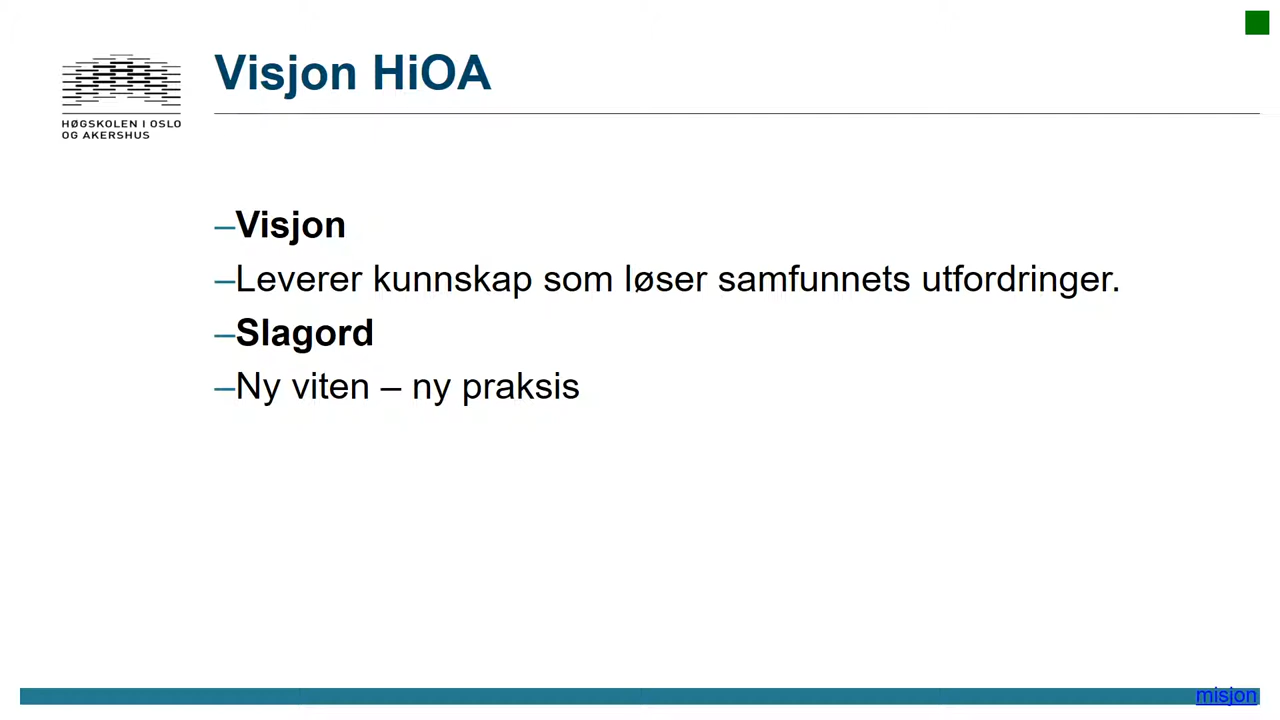 Visjon HiOA
HØGSKOLEN I OSLO
OG AKERSHUS
–Visjon
–Leverer kunnskap som løser samfunnets utfordringer.
–Slagord
–Ny viten – ny praksis
misjon